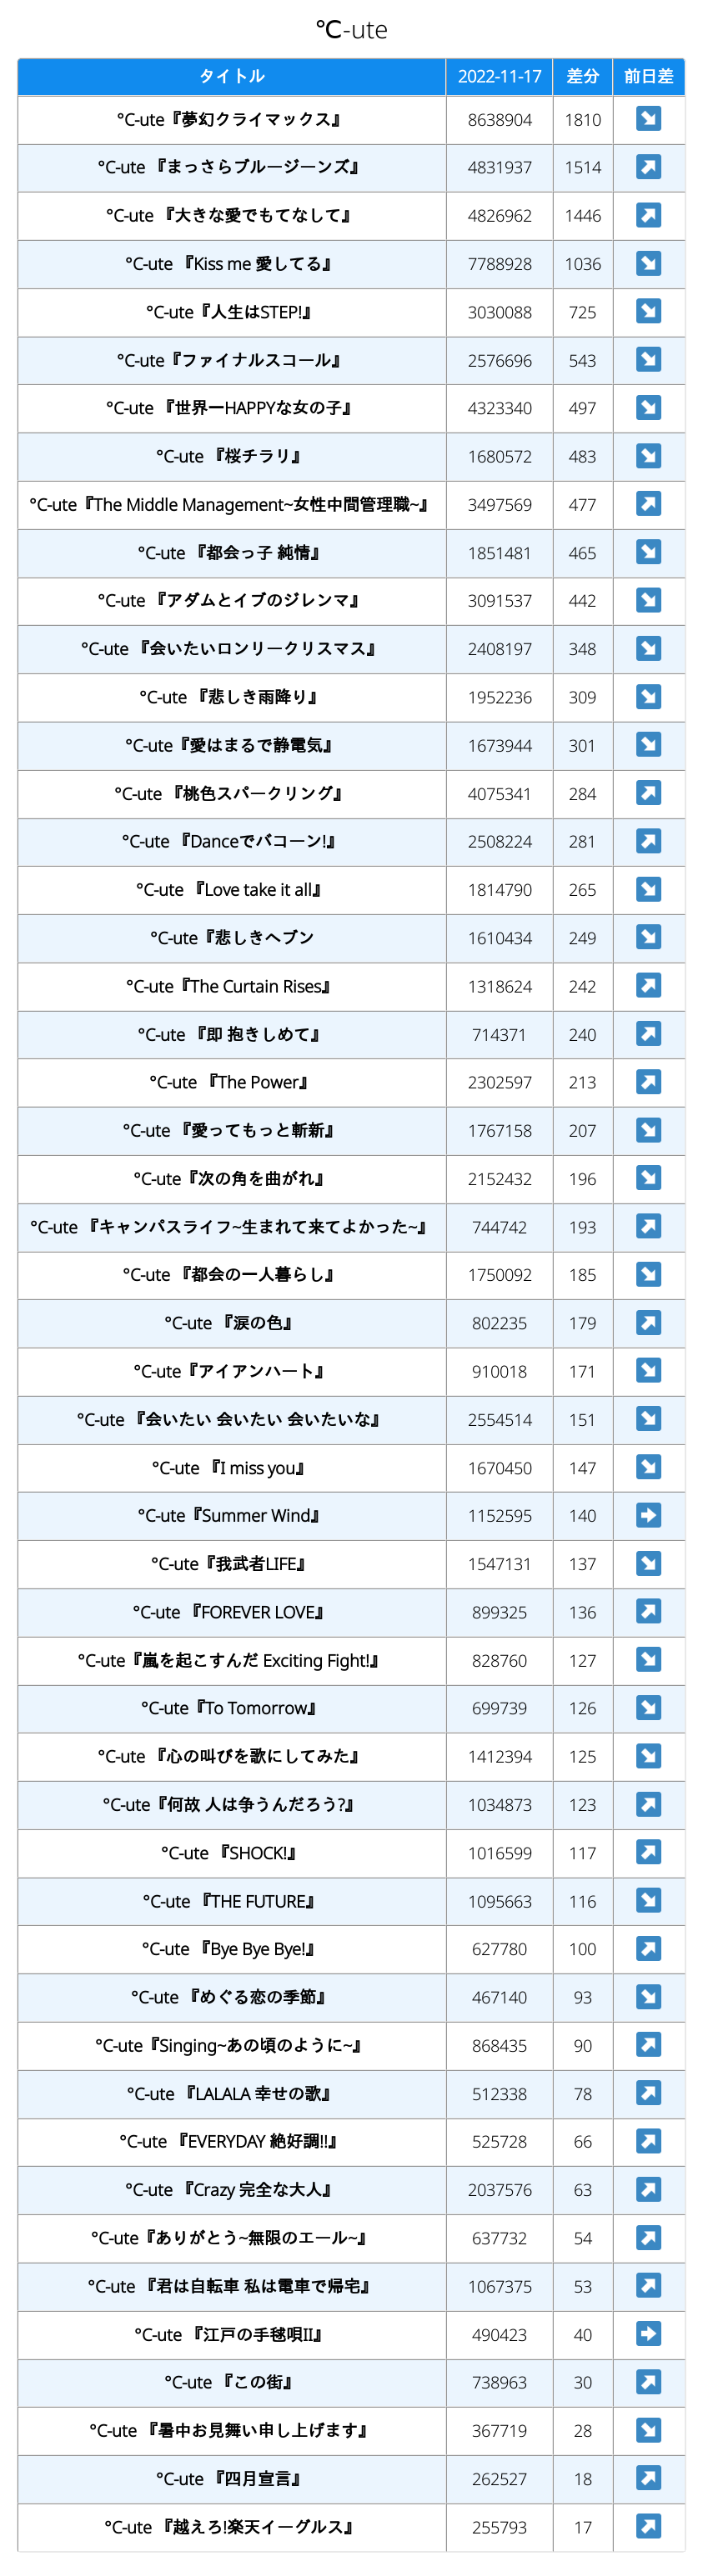 ℃-ute
タイトル 2022-11-17 差分 前日差
°C-ute『夢幻クライマックス』 8638904 1810 ↘
°C-ute 『まっさらブルージーンズ』 4831937 1514 ↗
°C-ute 『大きな愛でもてなして』 4826962 1446 ↗
°C-ute 『Kiss me 愛してる』 7788928 1036 ↘
°C-ute『人生はSTEP!』 3030088 725 ↘
°C-ute『ファイナルスコール』 2576696 543 ↘
°C-ute 『世界一HAPPYな女の子』 4323340 497 ↘
°C-ute 『桜チラリ』 1680572 483 ↘
°C-ute『The Middle Management~女性中間管理職~』 3497569 477 ↗
°C-ute 『都会っ子 純情』 1851481 465 ↘
°C-ute 『アダムとイブのジレンマ』 3091537 442 ↘
°C-ute 『会いたいロンリークリスマス』 2408197 348 ↘
°C-ute 『悲しき雨降り』 1952236 309 ↘
°C-ute『愛はまるで静電気』 1673944 301 ↘
°C-ute 『桃色スパークリング』 4075341 284 ↗
°C-ute 『Danceでバコーン!』 2508224 281 ↗
°C-ute 『Love take it all』 1814790 265 ↘
°C-ute『悲しきヘブン 1610434 249 ↘
°C-ute『The Curtain Rises』 1318624 242 ↗
°C-ute 『即 抱きしめて』 714371 240 ↗
°C-ute 『The Power』 2302597 213 ↗
°C-ute 『愛ってもっと斬新』 1767158 207 ↘
°C-ute『次の角を曲がれ』 2152432 196 ↘
°C-ute 『キャンパスライフ~生まれて来てよかった~』 744742 193 ↗
°C-ute 『都会の一人暮らし』 1750092 185 ↘
°C-ute 『涙の色』 802235 179 ↗
°C-ute『アイアンハート』 910018 171 ↘
°C-ute 『会いたい 会いたい 会いたいな』 2554514 151 ↘
°C-ute 『I miss you』 1670450 147 ↘
°C-ute『Summer Wind』 1152595 140 ➡
°C-ute『我武者LIFE』 1547131 137 ↘
°C-ute 『FOREVER LOVE』 899325 136 ↗
°C-ute『嵐を起こすんだ Exciting Fight!』 828760 127 ↘
°C-ute『To Tomorrow』 699739 126 ↘
°C-ute 『心の叫びを歌にしてみた』 1412394 125 ↘
°C-ute『何故 人は争うんだろう?』 1034873 123 ↗
°C-ute 『SHOCK!』 1016599 117 ↗
°C-ute 『THE FUTURE』 1095663 116 ↘
°C-ute 『Bye Bye Bye!』 627780 100 ↗
°C-ute 『めぐる恋の季節』 467140 93 ↘
°C-ute『Singing~あの頃のように~』 868435 90 ↗
°C-ute 『LALALA 幸せの歌』 512338 78 ↗
°C-ute 『EVERYDAY 絶好調!!』 525728 66 ↗
°C-ute 『Crazy 完全な大人』 2037576 63 ↗
°C-ute『ありがとう~無限のエール~』 637732 54 ↗
°C-ute 『君は自転車 私は電車で帰宅』 1067375 53 ↗
°C-ute 『江戸の手毬唄II』 490423 40 ➡
°C-ute 『この街』 738963 30 ↗
°C-ute 『暑中お見舞い申し上げます』 367719 28 ↘
°C-ute 『四月宣言』 262527 18 ↗
°C-ute 『越えろ!楽天イーグルス』 255793 17 ↗